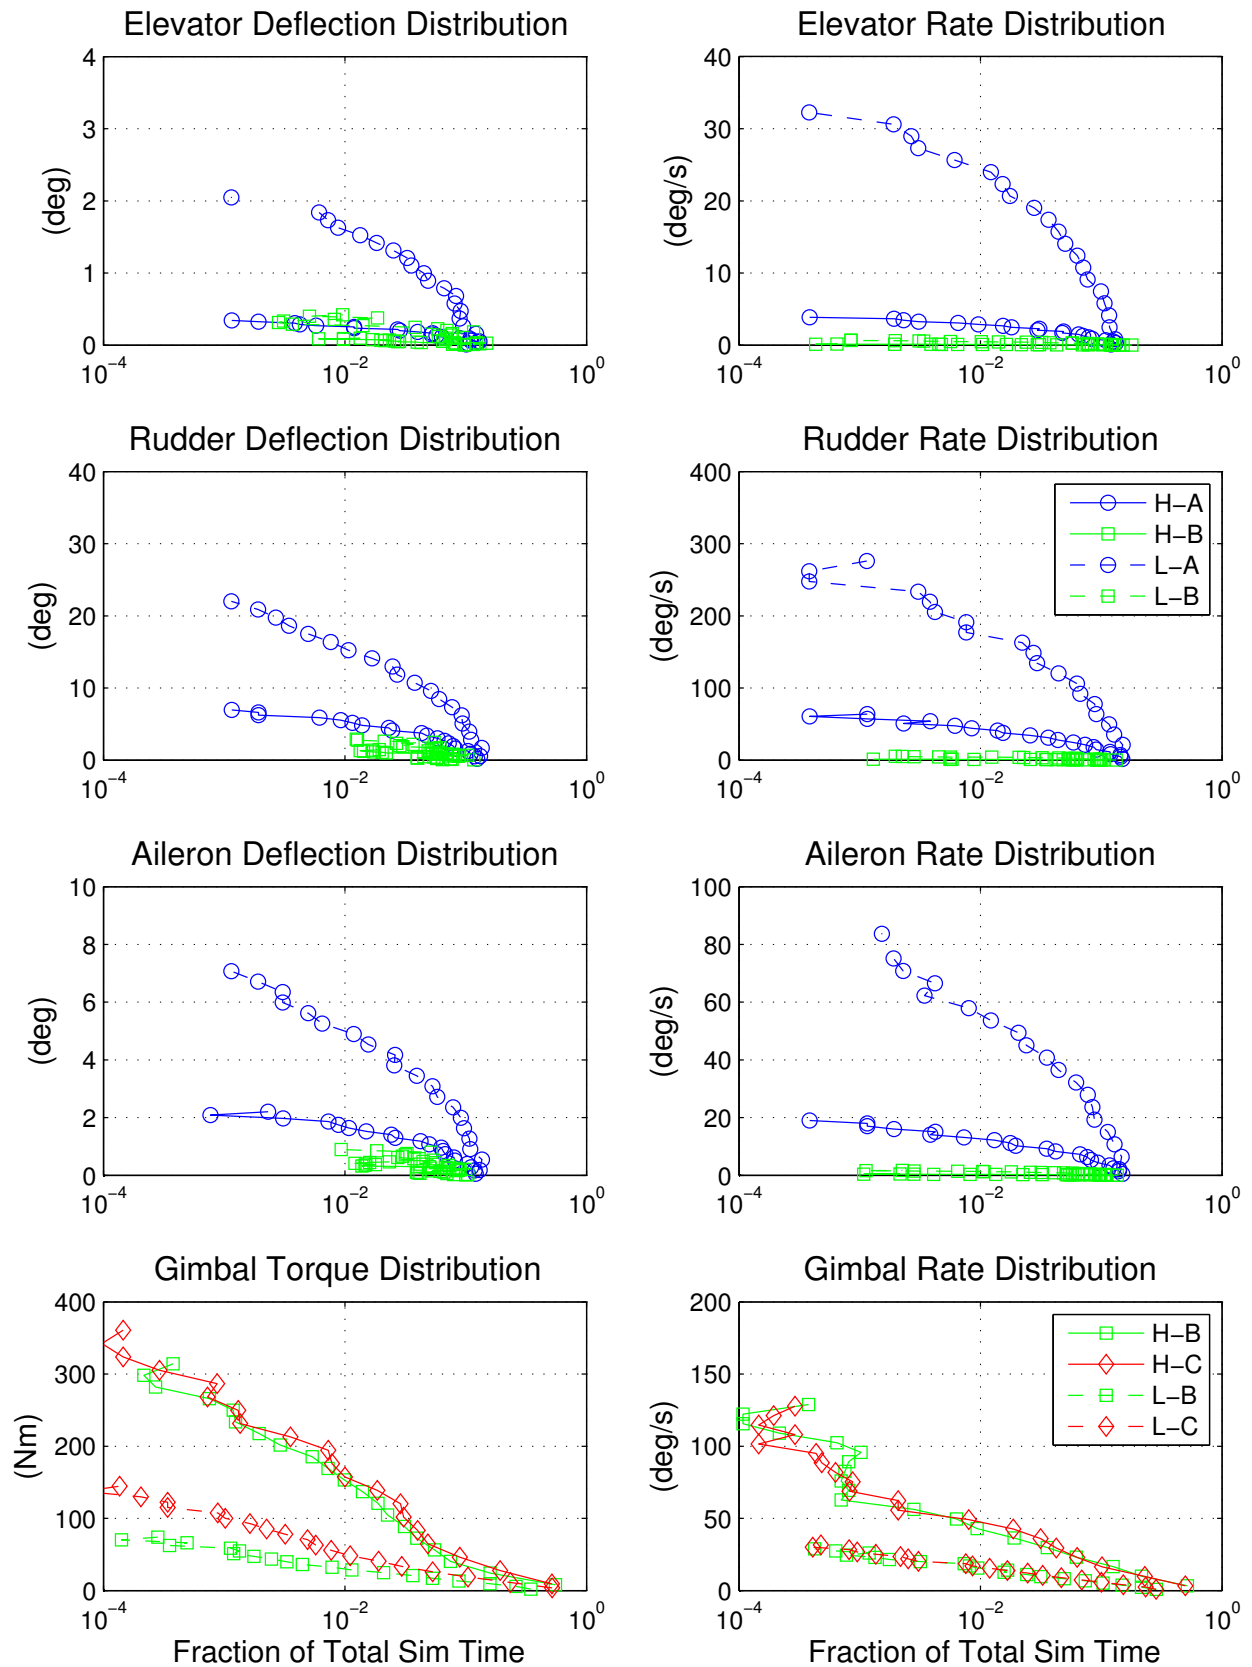 Elevator Deflection Distribution
4
3
2
1
0
(deg)
10−4
10−2
100
Elevator Rate Distribution
40
30
20
10
0
(deg/s)
10−4
10−2
100
Rudder Deflection Distribution
40
30
20
10
0
(deg)
10−4
10−2
100
Rudder Rate Distribution
400
300
200
100
0
(deg/s)
10−4
10−2
100
H−A
H−B
L−A
L−B
Aileron Deflection Distribution
10
8
6
4
2
0
(deg)
10−4
10−2
100
Aileron Rate Distribution
100
80
60
40
20
0
(deg/s)
10−4
10−2
100
Gimbal Torque Distribution
400
300
200
100
0
(Nm)
10−4
10−2
100
Fraction of Total Sim Time
Gimbal Rate Distribution
200
150
100
50
0
(deg/s)
10−4
10−2
100
H−B
H−C
L−B
L−C
Fraction of Total Sim Time